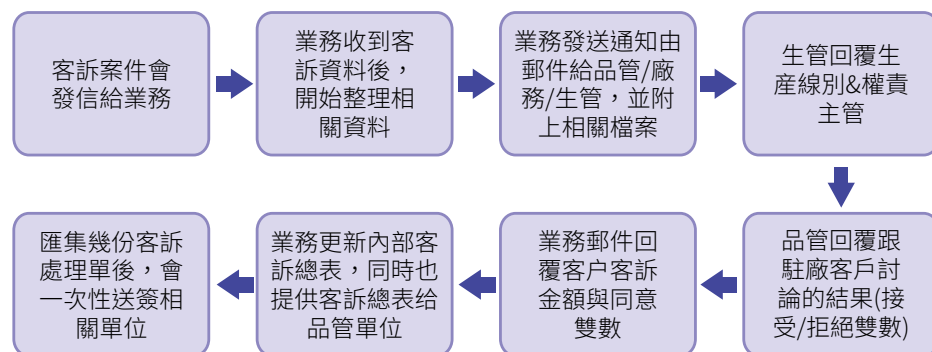 客訴案件會
發信給業務
業務收到客
訴資料後，
開始整理相
關資料
業務發送通知由
郵件給品管/廠
務/生管，並附
上相關檔案
生管回覆生
産線別&權責
主管
品管回覆跟
駐廠客戶討
論的結果(接
受/拒絕雙數)
業務郵件回
覆客户客訴
金額與同意
雙數
業務更新內部客
訴總表，同時也
提供客訴總表给
品管單位
匯集幾份客訴
處理單後，會
一次性送簽相
關單位